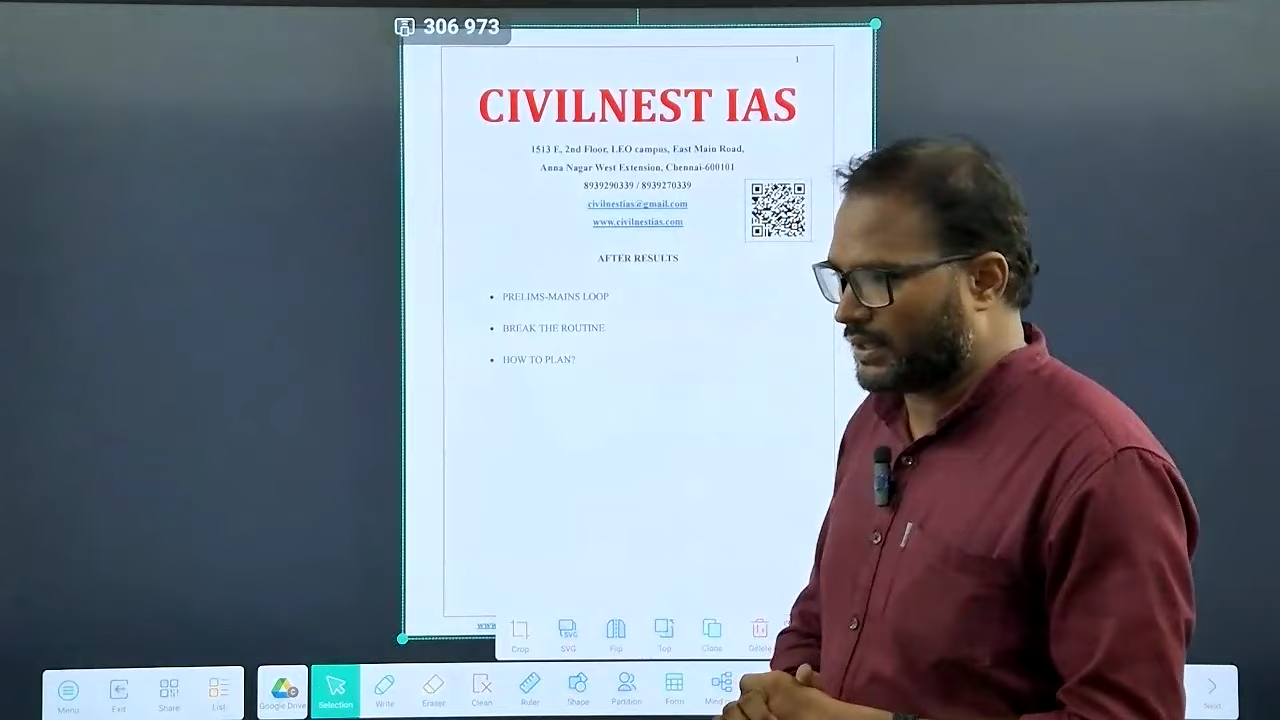 306 973
1
CIVILNEST IAS
1513 E, 2nd Floor, LEO campus, East Main Road,
Anna Nagar West Extension, Chennai-600101
8939290339 / 8939270339
civilnestias@gmail.com
www.civilnestias.com
AFTER RESULTS
• PRELIMS-MAINS LOOP
• BREAK THE ROUTINE
• HOW TO PLAN?
www
Crop SVG Flip Top Clone Delete
Menu Exit Share List Google Drive Selection Write Eraser Clean Ruler Shape Partition Form Mind Next